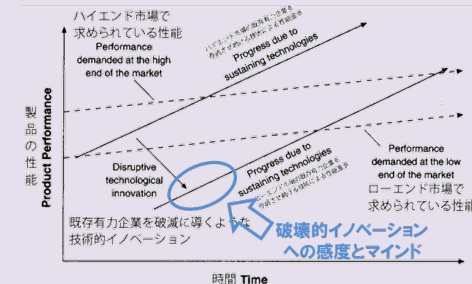 ハイエンド市場で
求められている性能
Performance
demanded at the high
end of the market
Progress due to
sustaining technologies
製品の性能
Product Performance
Disruptive
technological
innovation
Progress due to
sustaining technologies
Performance
demanded at the low
end of the market
ローエンド市場で
求められている性能
既存有力企業を破滅に導くような
技術的イノベーション
破壊的イノベーション
への感度とマインド
時間 Time